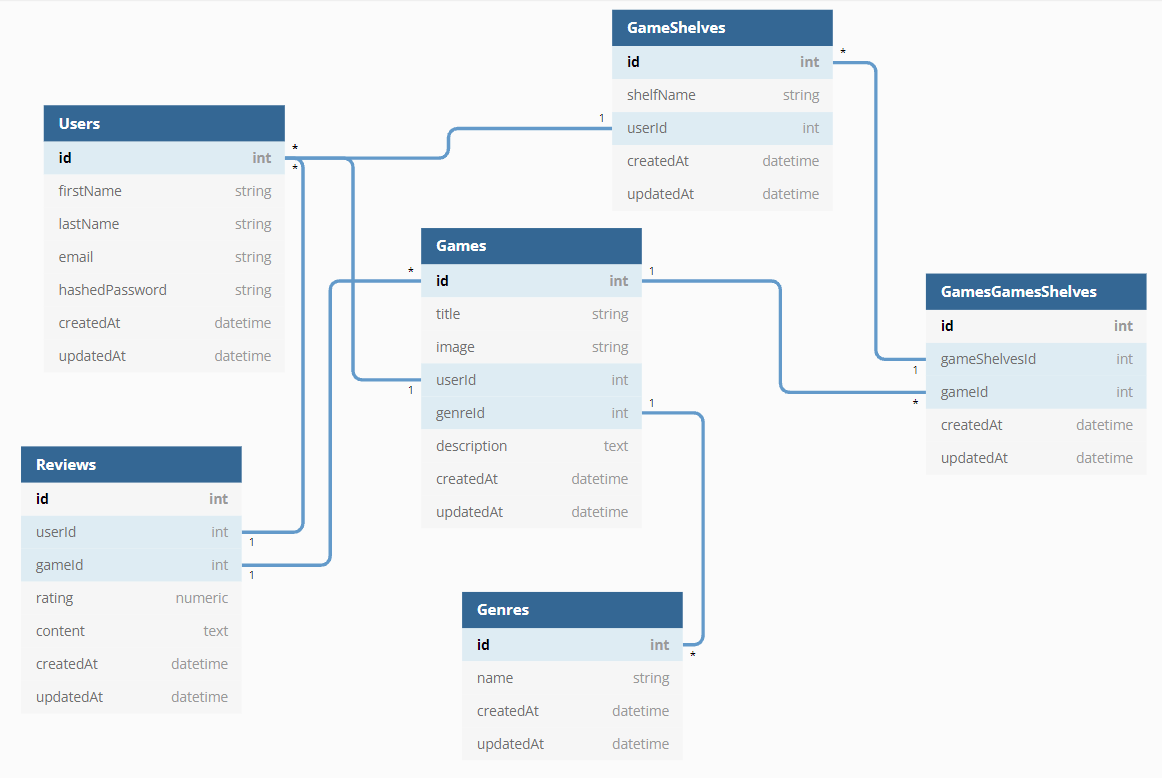 GameShelves
id int
shelfName string
userId int
createdAt datetime
updatedAt datetime
* 
1
Users
id int
firstName string
lastName string
email string
hashedPassword string
createdAt datetime
updatedAt datetime
*
*
Games
id int
title string
image string
userId int
genreId int
description text
createdAt datetime
updatedAt datetime
*
1
1
1
GamesGamesShelves
id int
gameShelvesId int
gameId int
createdAt datetime
updatedAt datetime
1
*
Reviews
id int
userId int
gameId int
rating numeric
content text
createdAt datetime
updatedAt datetime
1
1
Genres
id int
name string
createdAt datetime
updatedAt datetime
*